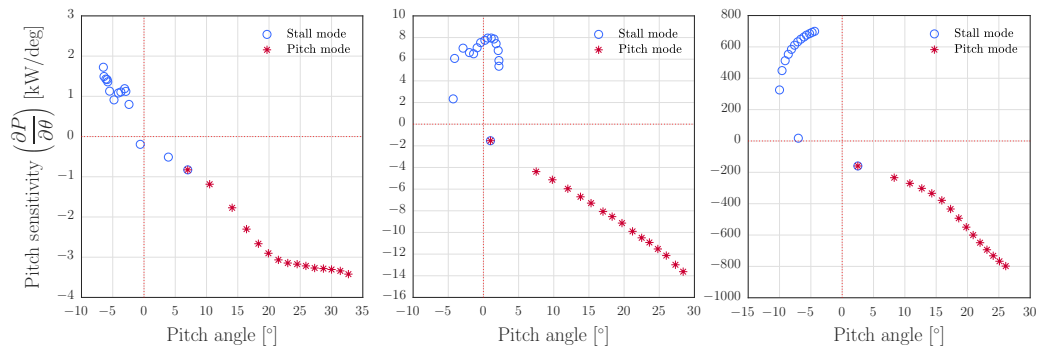 Pitch sensitivity (∂P/∂θ) [kW/deg]
3
2
1
0
−1
−2
−3
−4
−10 −5 0 5 10 15 20 25 30 35
Pitch angle [°]
Stall mode
Pitch mode
10
8
6
4
2
0
−2
−4
−6
−8
−10
−12
−14
−16
−10 −5 0 5 10 15 20 25 30
Pitch angle [°]
Stall mode
Pitch mode
800
600
400
200
0
−200
−400
−600
−800
−1000
−15 −10 −5 0 5 10 15 20 25 30
Pitch angle [°]
Stall mode
Pitch mode